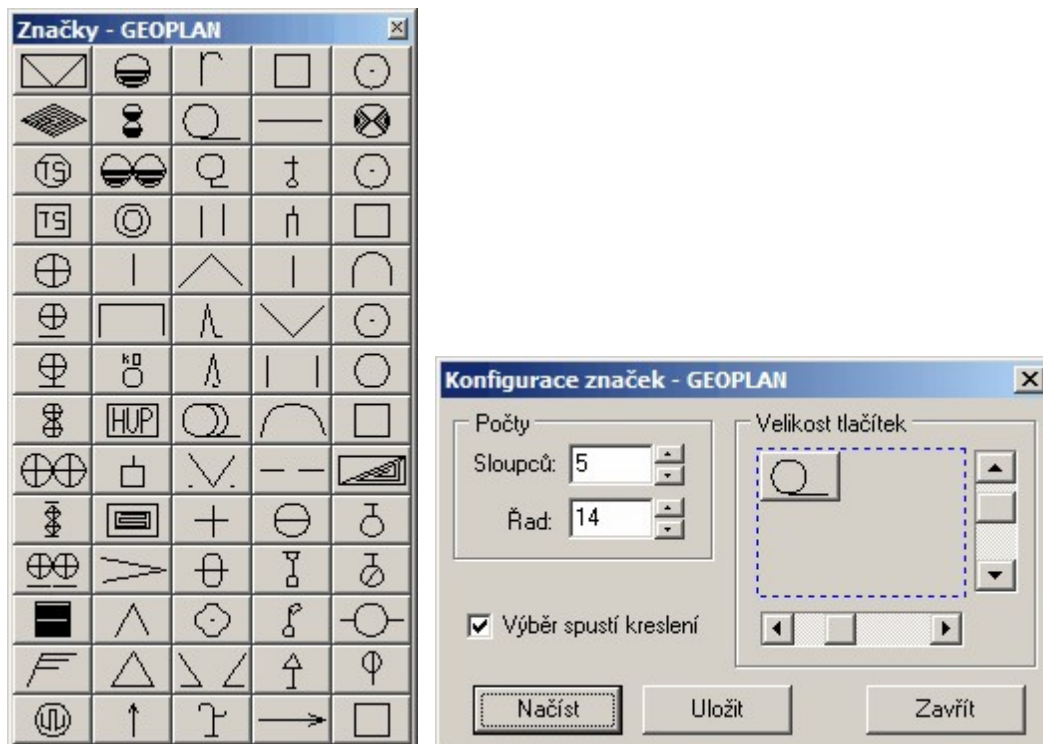 Značky - GEOPLAN
TS
TS
KO
HUP
Konfigurace značek - GEOPLAN
Počty
Sloupců: 5
Řad: 14
Velikost tlačítek
Výběr spustí kreslení
Načíst
Uložit
Zavřít